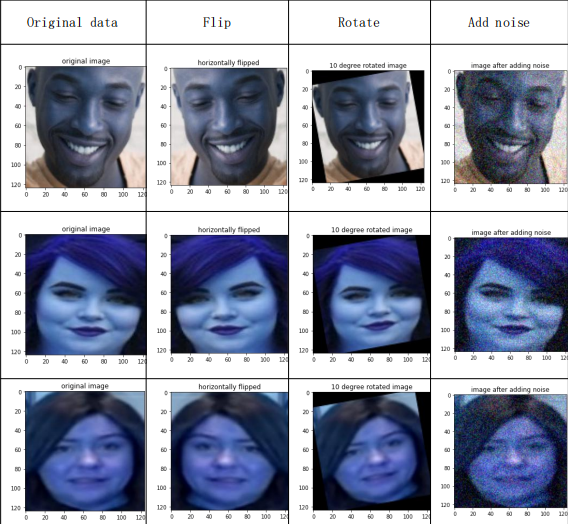 Original data Flip Rotate Add noise
original image horizontally flipped 10 degree rotated image image after adding noise
0 0 0 0
20 20 20 20
40 40 40 40
60 60 60 60
80 80 80 80
100 100 100 100
120 120 120 120
0 20 40 60 80 100 120 0 20 40 60 80 100 120 0 20 40 60 80 100 120 0 20 40 60 80 100 120
original image horizontally flipped 10 degree rotated image image after adding noise
0 0 0 0
20 20 20 20
40 40 40 40
60 60 60 60
80 80 80 80
100 100 100 100
120 120 120 120
0 20 40 60 80 100 120 0 20 40 60 80 100 120 0 20 40 60 80 100 120 0 20 40 60 80 100 120
original image horizontally flipped 10 degree rotated image image after adding noise
0 0 0 0
20 20 20 20
40 40 40 40
60 60 60 60
80 80 80 80
100 100 100 100
120 120 120 120
0 20 40 60 80 100 120 0 20 40 60 80 100 120 0 20 40 60 80 100 120 0 20 40 60 80 100 120